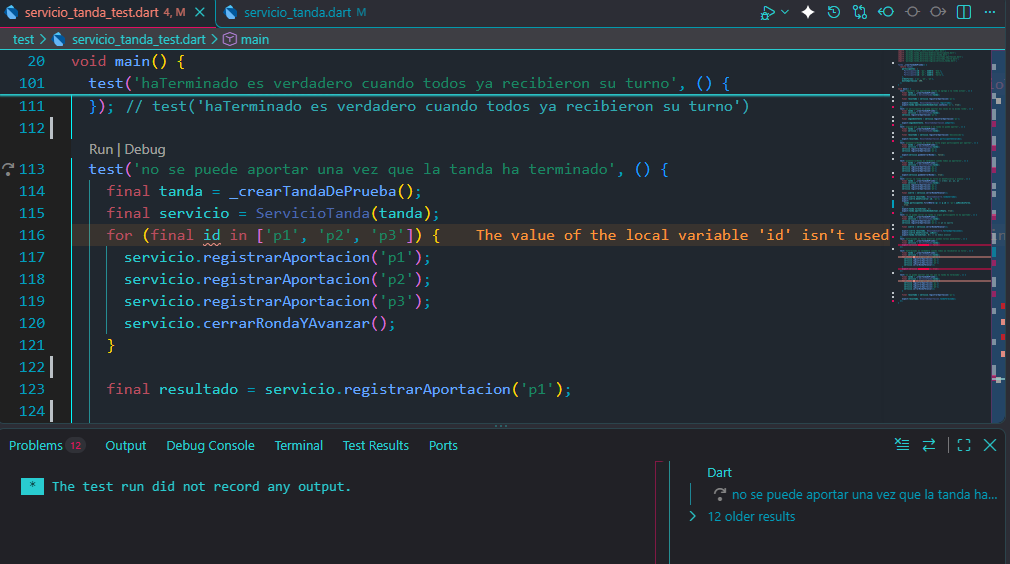 servicio_tanda_test.dart 4, M
servicio_tanda.dart M
test > servicio_tanda_test.dart > main
20 void main() {
101 test('haTerminado es verdadero cuando todos ya recibieron su turno', () {
111 }); // test('haTerminado es verdadero cuando todos ya recibieron su turno')
112
Run | Debug
113 test('no se puede aportar una vez que la tanda ha terminado', () {
114 final tanda = _crearTandaDePrueba();
115 final servicio = ServicioTanda(tanda);
116 for (final id in ['p1', 'p2', 'p3']) { The value of the local variable 'id' isn't used
117 servicio.registrarAportacion('p1');
118 servicio.registrarAportacion('p2');
119 servicio.registrarAportacion('p3');
120 servicio.cerrarRondaYAvanzar();
121 }
122
123 final resultado = servicio.registrarAportacion('p1');
124
Problems 12 Output Debug Console Terminal Test Results Ports
* The test run did not record any output.
Dart
no se puede aportar una vez que la tanda ha...
> 12 older results